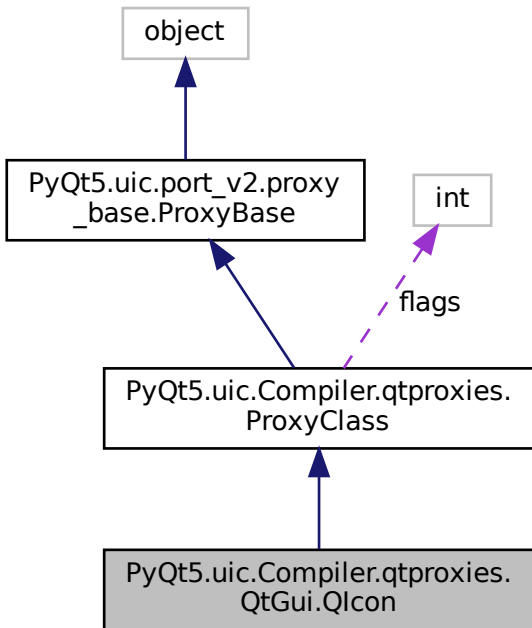 object
PyQt5.uic.port_v2.proxy
_base.ProxyBase
int
flags
PyQt5.uic.Compiler.qtproxies.
ProxyClass
PyQt5.uic.Compiler.qtproxies.
QtGui.QIcon